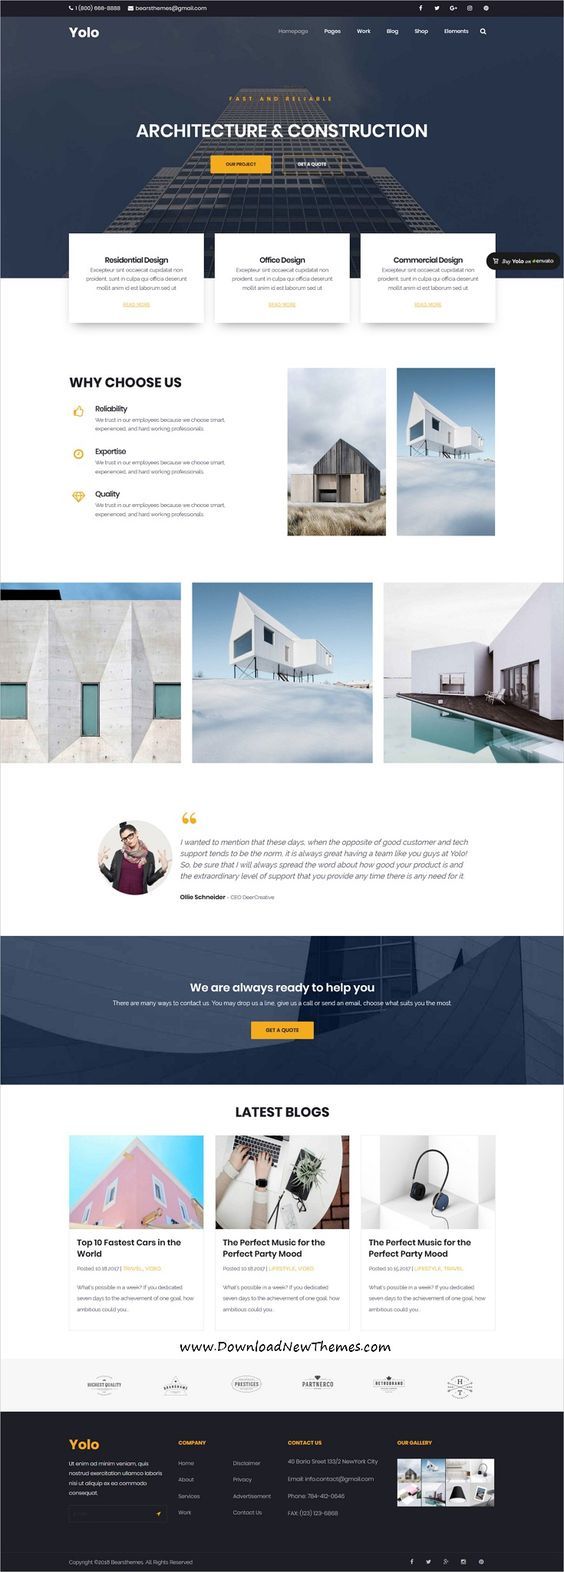 1 (800) 668-8888 bearsthemes@gmail.com
Yolo
Homepage Pages Work Blog Shop Elements
FAST AND RELIABLE
ARCHITECTURE & CONSTRUCTION
OUR PROJECT GET A QUOTE
Buy Yolo on envato
Residential Design
Excepteur sint occaecat cupidatat non
proident, sunt in culpa qui officia deserunt
mollit anim id est laborum sed ut
READ MORE
Office Design
Excepteur sint occaecat cupidatat non
proident, sunt in culpa qui officia deserunt
mollit anim id est laborum sed ut
READ MORE
Commercial Design
Excepteur sint occaecat cupidatat non
proident, sunt in culpa qui officia deserunt
mollit anim id est laborum sed ut
READ MORE
WHY CHOOSE US
Reliability
We trust in our employees because we choose smart,
experienced, and hard working professionals.
Expertise
We trust in our employees because we choose smart,
experienced, and hard working professionals.
Quality
We trust in our employees because we choose smart,
experienced, and hard working professionals.
“
I wanted to mention that these days, when the opposite of good customer and tech
support tends to be the norm, it is always great having a team like you guys at Yolo!
So, be sure that I will always spread the word about how good your product is and
the extraordinary level of support that you provide any time there is any need for it.
Ollie Schneider - CEO DeerCreative
We are always ready to help you
There are many ways to contact us. You may drop us a line, give us a call or send an email, choose what suits you the most.
GET A QUOTE
LATEST BLOGS
Top 10 Fastest Cars in the
World
Posted 10.18.2017 | TRAVEL, VIDEO
What's possible in a week? If you dedicated
seven days to the achievement of one goal, how
ambitious could you...
The Perfect Music for the
Perfect Party Mood
Posted 10.18.2017 | LIFESTYLE, VIDEO
What's possible in a week? If you dedicated
seven days to the achievement of one goal, how
ambitious could you...
The Perfect Music for the
Perfect Party Mood
Posted 10.15.2017 | LIFESTYLE, TRAVEL
What's possible in a week? If you dedicated
seven days to the achievement of one goal, how
ambitious could you...
www.DownloadNewThemes.com
HIGHEST QUALITY
PRESTIGES
PARTNERCO
RETROBRAND
H
T
Yolo
Ut enim ad minim veniam, quis
nostrud exercitation ullamco laboris
nisi ut aliquip ex ea commodo
consequat.
COMPANY
Home
About
Services
Work
Disclaimer
Privacy
Advertisement
Contact Us
CONTACT US
40 Baria Sreet 133/2 NewYork City
Email: info.contact@gmail.com
Phone: 784-412-0646
FAX: (123) 123-6868
OUR GALLERY
Copyright ©2018 Bearsthemes. All Rights Reserved